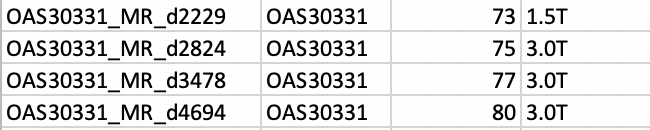 OAS30331_MR_d2229 OAS30331 73 1.5T
OAS30331_MR_d2824 OAS30331 75 3.0T
OAS30331_MR_d3478 OAS30331 77 3.0T
OAS30331_MR_d4694 OAS30331 80 3.0T